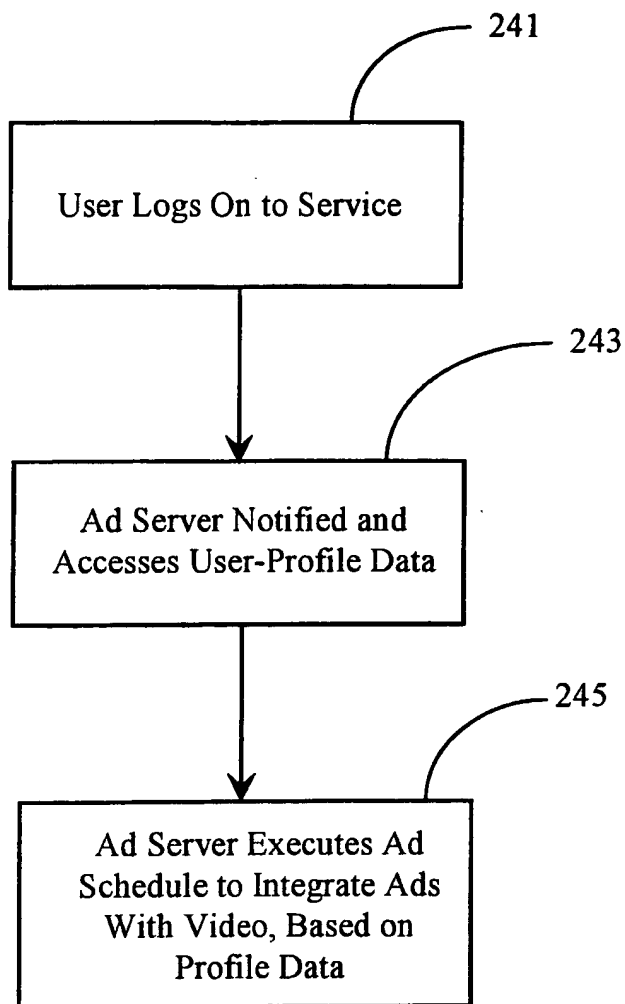 241
User Logs On to Service
243
Ad Server Notified and
Accesses User-Profile Data
245
Ad Server Executes Ad
Schedule to Integrate Ads
With Video, Based on
Profile Data